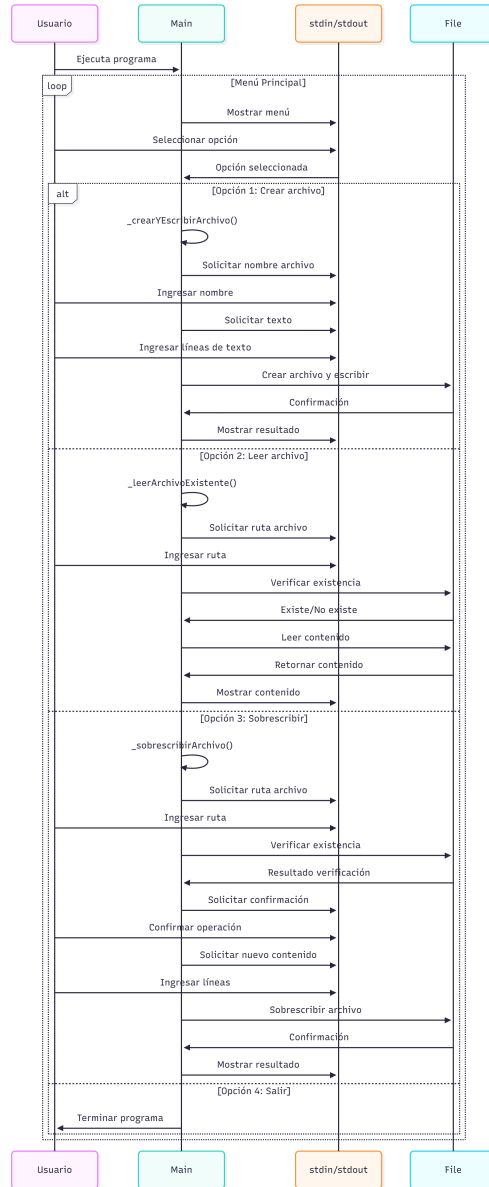 Usuario Main stdin/stdout File
Ejecuta programa
loop [Menú Principal]
Mostrar menú
Seleccionar opción
Opción seleccionada
alt [Opción 1: Crear archivo]
_crearYEscribirArchivo()
Solicitar nombre archivo
Ingresar nombre
Solicitar texto
Ingresar líneas de texto
Crear archivo y escribir
Confirmación
Mostrar resultado
[Opción 2: Leer archivo]
_leerArchivoExistente()
Solicitar ruta archivo
Ingresar ruta
Verificar existencia
Existe/No existe
Leer contenido
Retornar contenido
Mostrar contenido
[Opción 3: Sobrescribir]
_sobrescribirArchivo()
Solicitar ruta archivo
Ingresar ruta
Verificar existencia
Resultado verificación
Solicitar confirmación
Confirmar operación
Solicitar nuevo contenido
Ingresar líneas
Sobrescribir archivo
Confirmación
Mostrar resultado
[Opción 4: Salir]
Terminar programa
Usuario Main stdin/stdout File